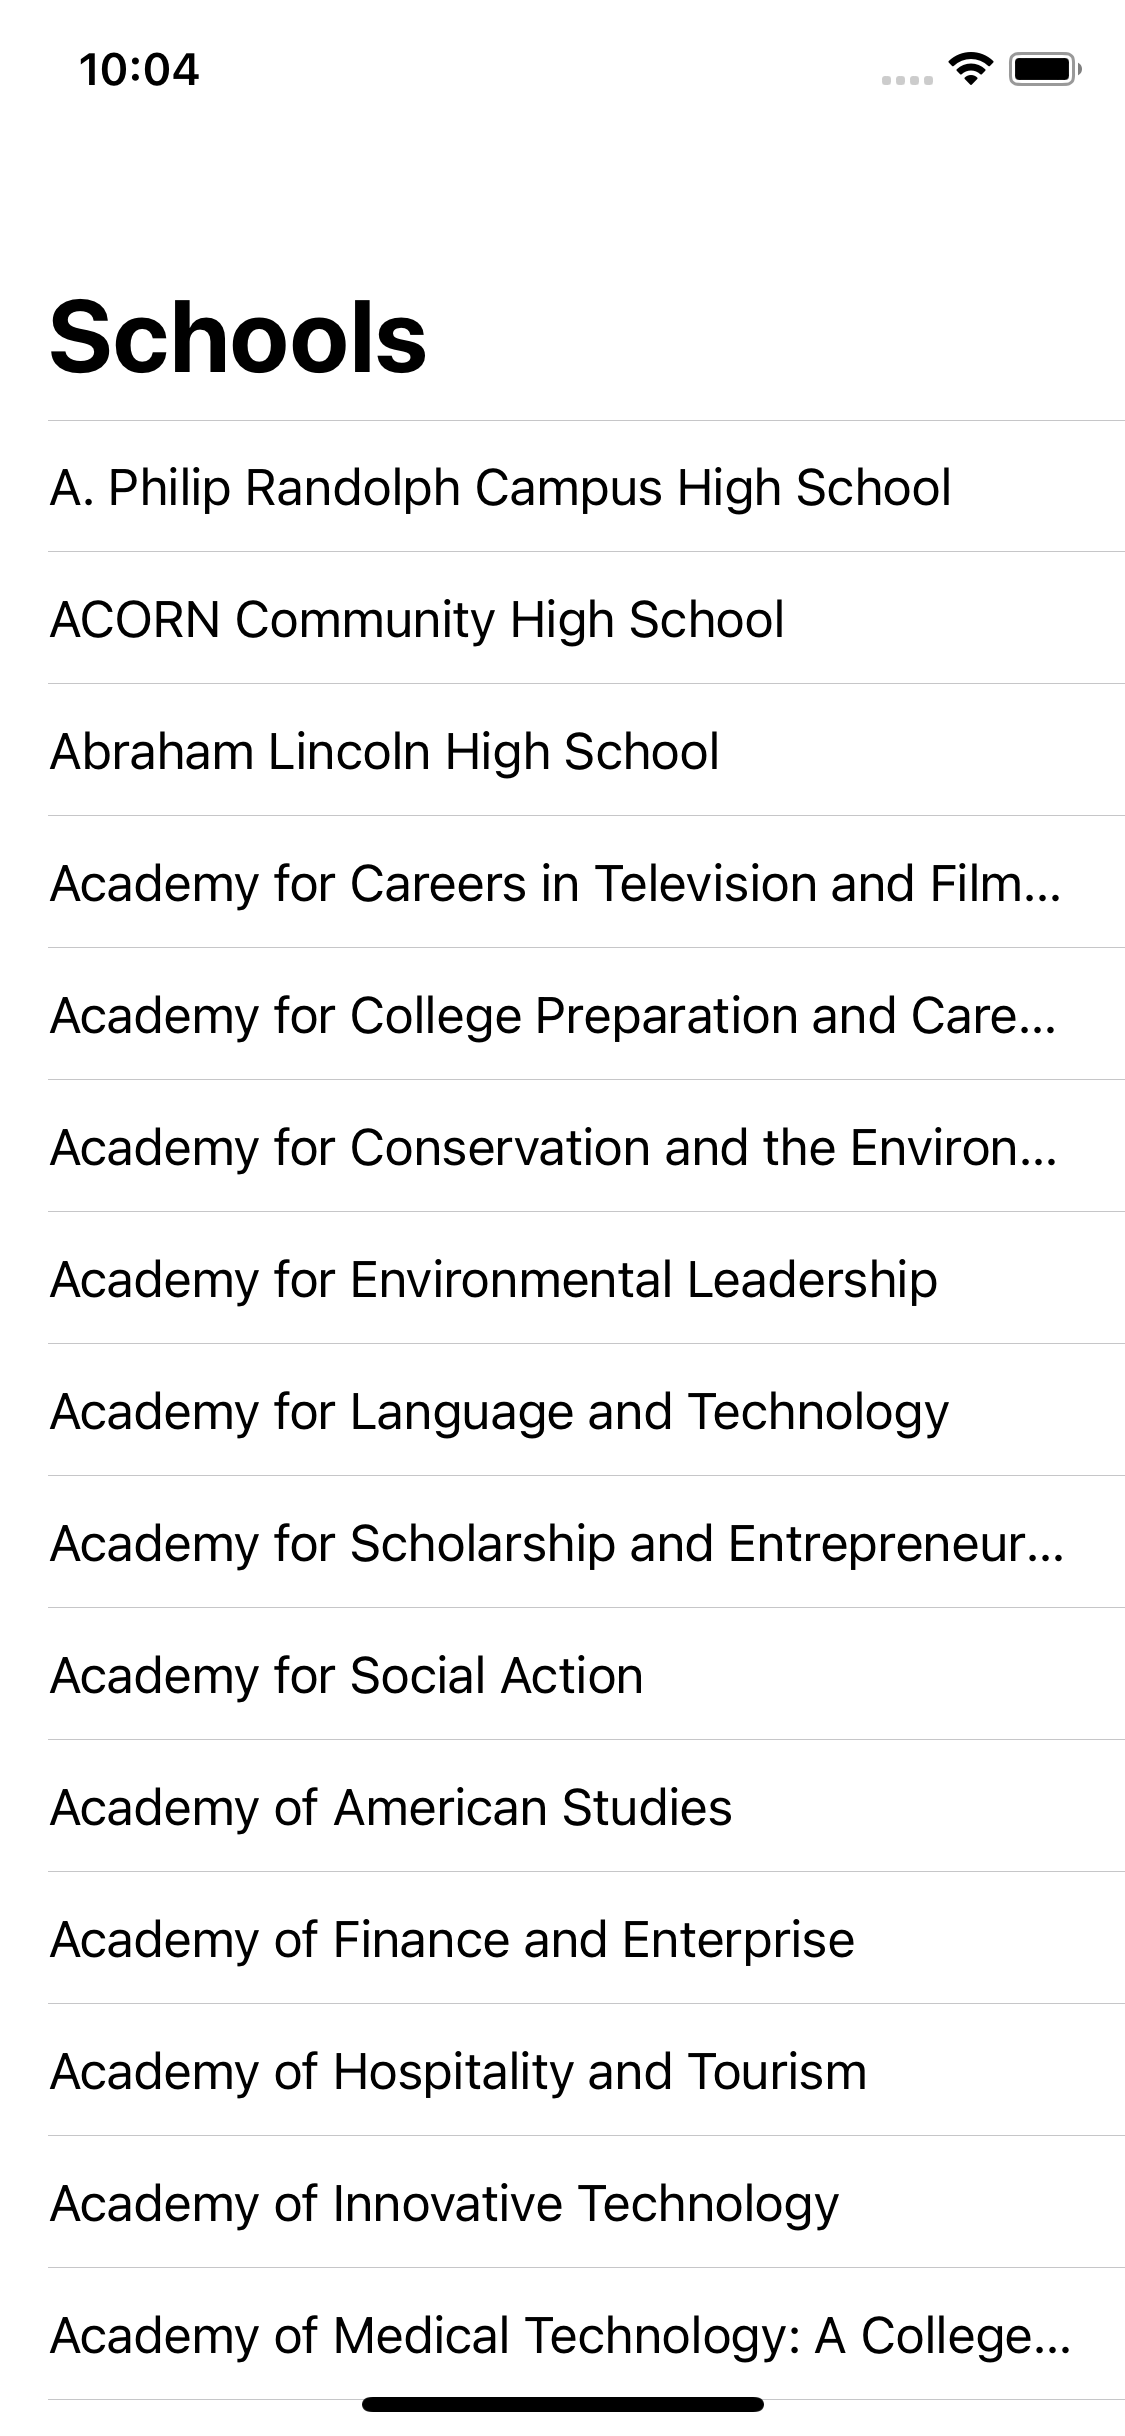 10:04
Schools
A. Philip Randolph Campus High School
ACORN Community High School
Abraham Lincoln High School
Academy for Careers in Television and Film...
Academy for College Preparation and Care...
Academy for Conservation and the Environ...
Academy for Environmental Leadership
Academy for Language and Technology
Academy for Scholarship and Entrepreneur...
Academy for Social Action
Academy of American Studies
Academy of Finance and Enterprise
Academy of Hospitality and Tourism
Academy of Innovative Technology
Academy of Medical Technology: A College...